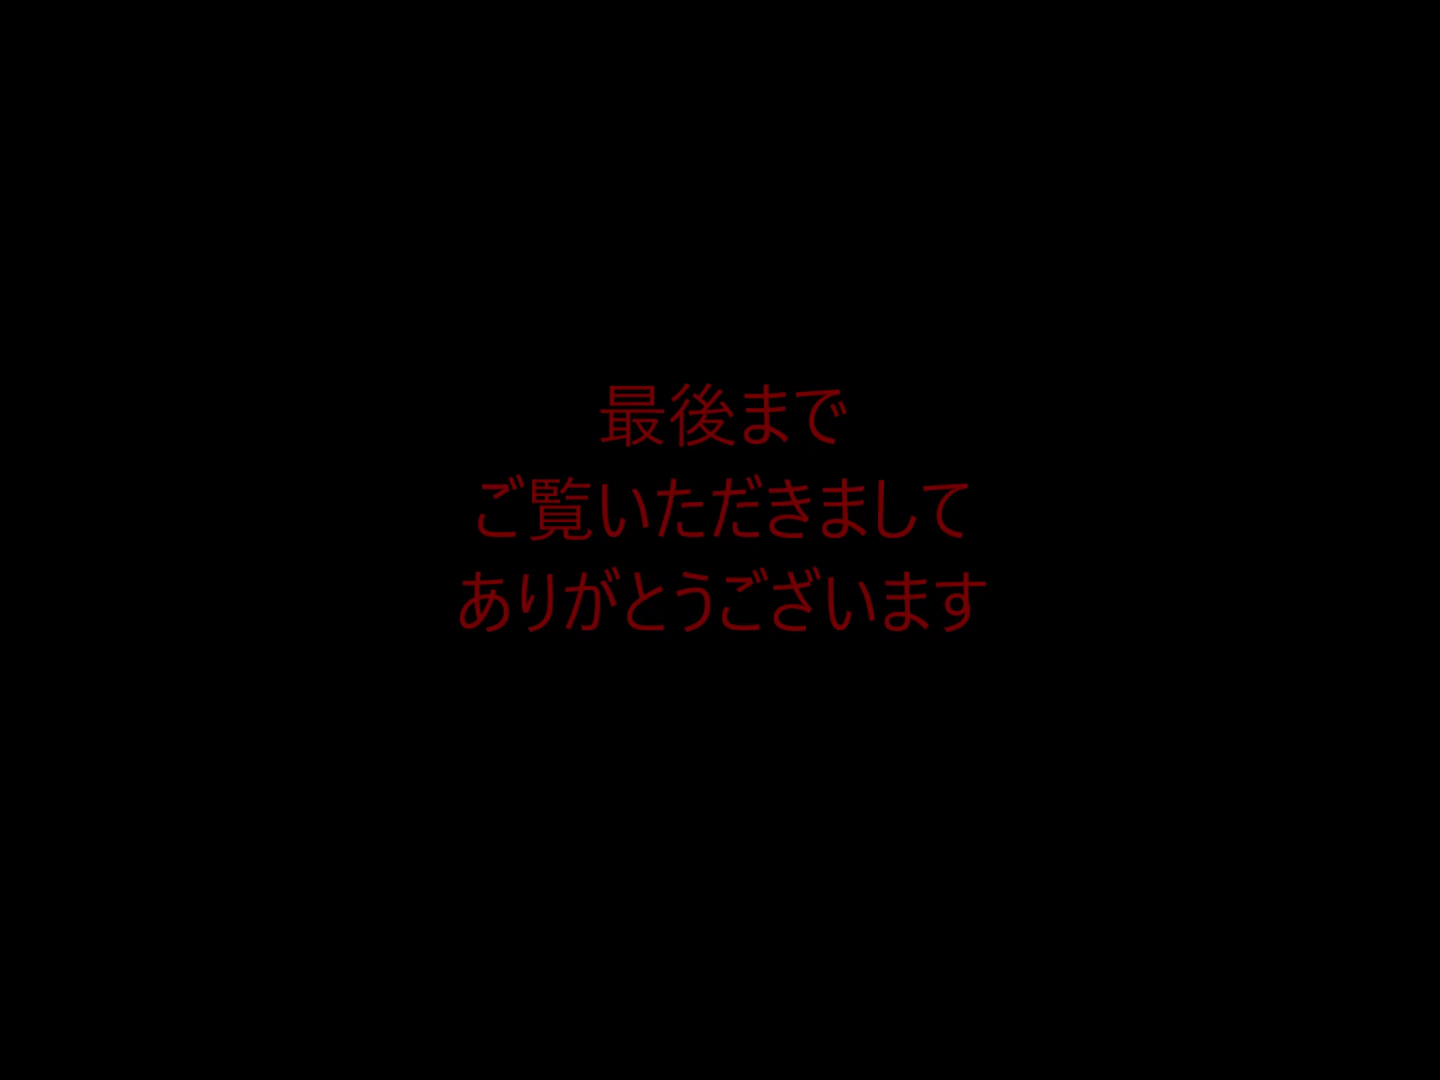 最後まで
ご覧いただきまして
ありがとうございます